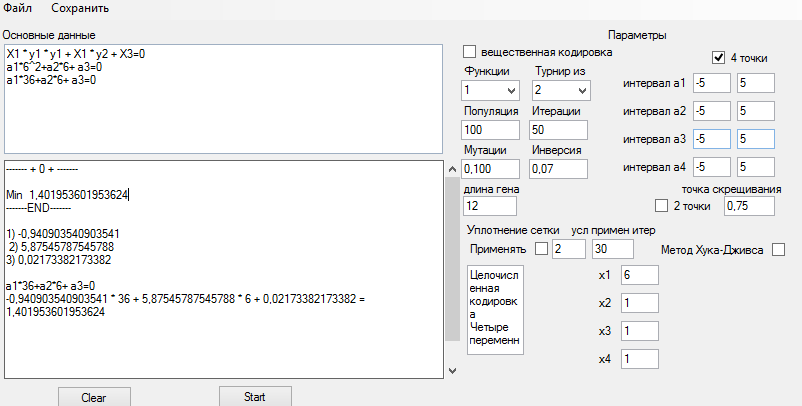 Файл Сохранить
Основные данные
X1 * y1 * y1 + X1 * y2 + X3=0
a1*6^2+a2*6+ a3=0
a1*36+a2*6+ a3=0
------- + 0 + -------
Min 1,401953601953624
-------END-------
1) -0,940903540903541
2) 5,87545787545788
3) 0,02173382173382
a1*36+a2*6+ a3=0
-0,940903540903541 * 36 + 5,87545787545788 * 6 + 0,02173382173382 =
1,401953601953624
Clear Start
Параметры
вещественная кодировка
4 точки
Функции Турнир из
1 2
Популяция Итерации
100 50
Мутации Инверсия
0,100 0,07
длина гена
12
интервал a1 -5 5
интервал a2 -5 5
интервал a3 -5 5
интервал a4 -5 5
точка скрещивания
2 точки 0,75
Уплотнение сетки усл примен итер
Применять 2 30
Метод Хука-Дживса
Целочисл
енная
кодировк
а
Четыре
переменн
x1 6
x2 1
x3 1
x4 1